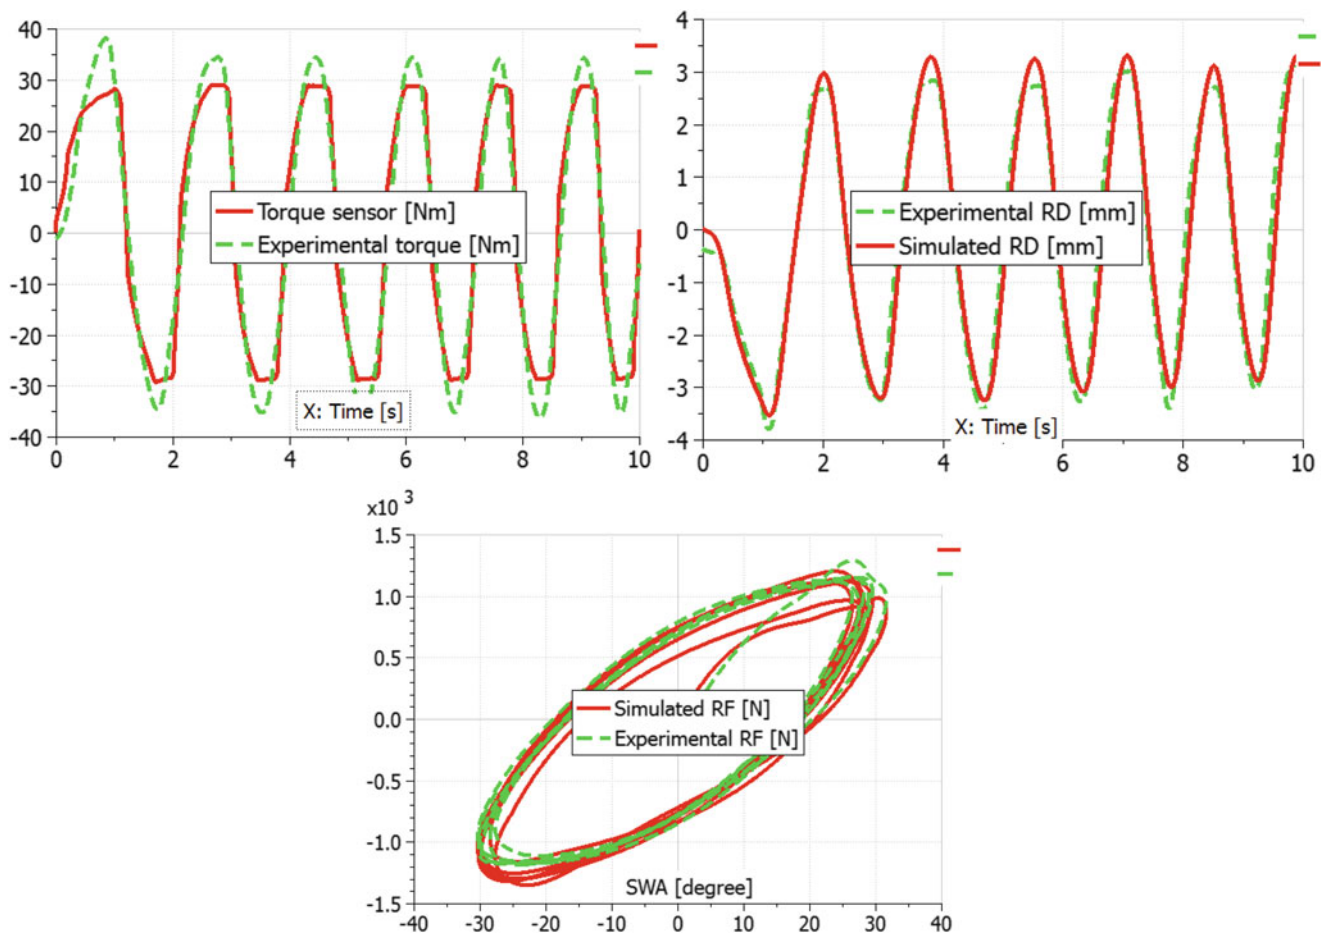 40
30
20
10
0
-10
-20
-30
-40
Torque sensor [Nm]
Experimental torque [Nm]
X: Time [s]
0 2 4 6 8 10
4
3
2
1
0
-1
-2
-3
-4
Experimental RD [mm]
Simulated RD [mm]
X: Time [s]
0 2 4 6 8 10
x10 3
1.5
1.0
0.5
0.0
-0.5
-1.0
-1.5
Simulated RF [N]
Experimental RF [N]
SWA [degree]
-40 -30 -20 -10 0 10 20 30 40